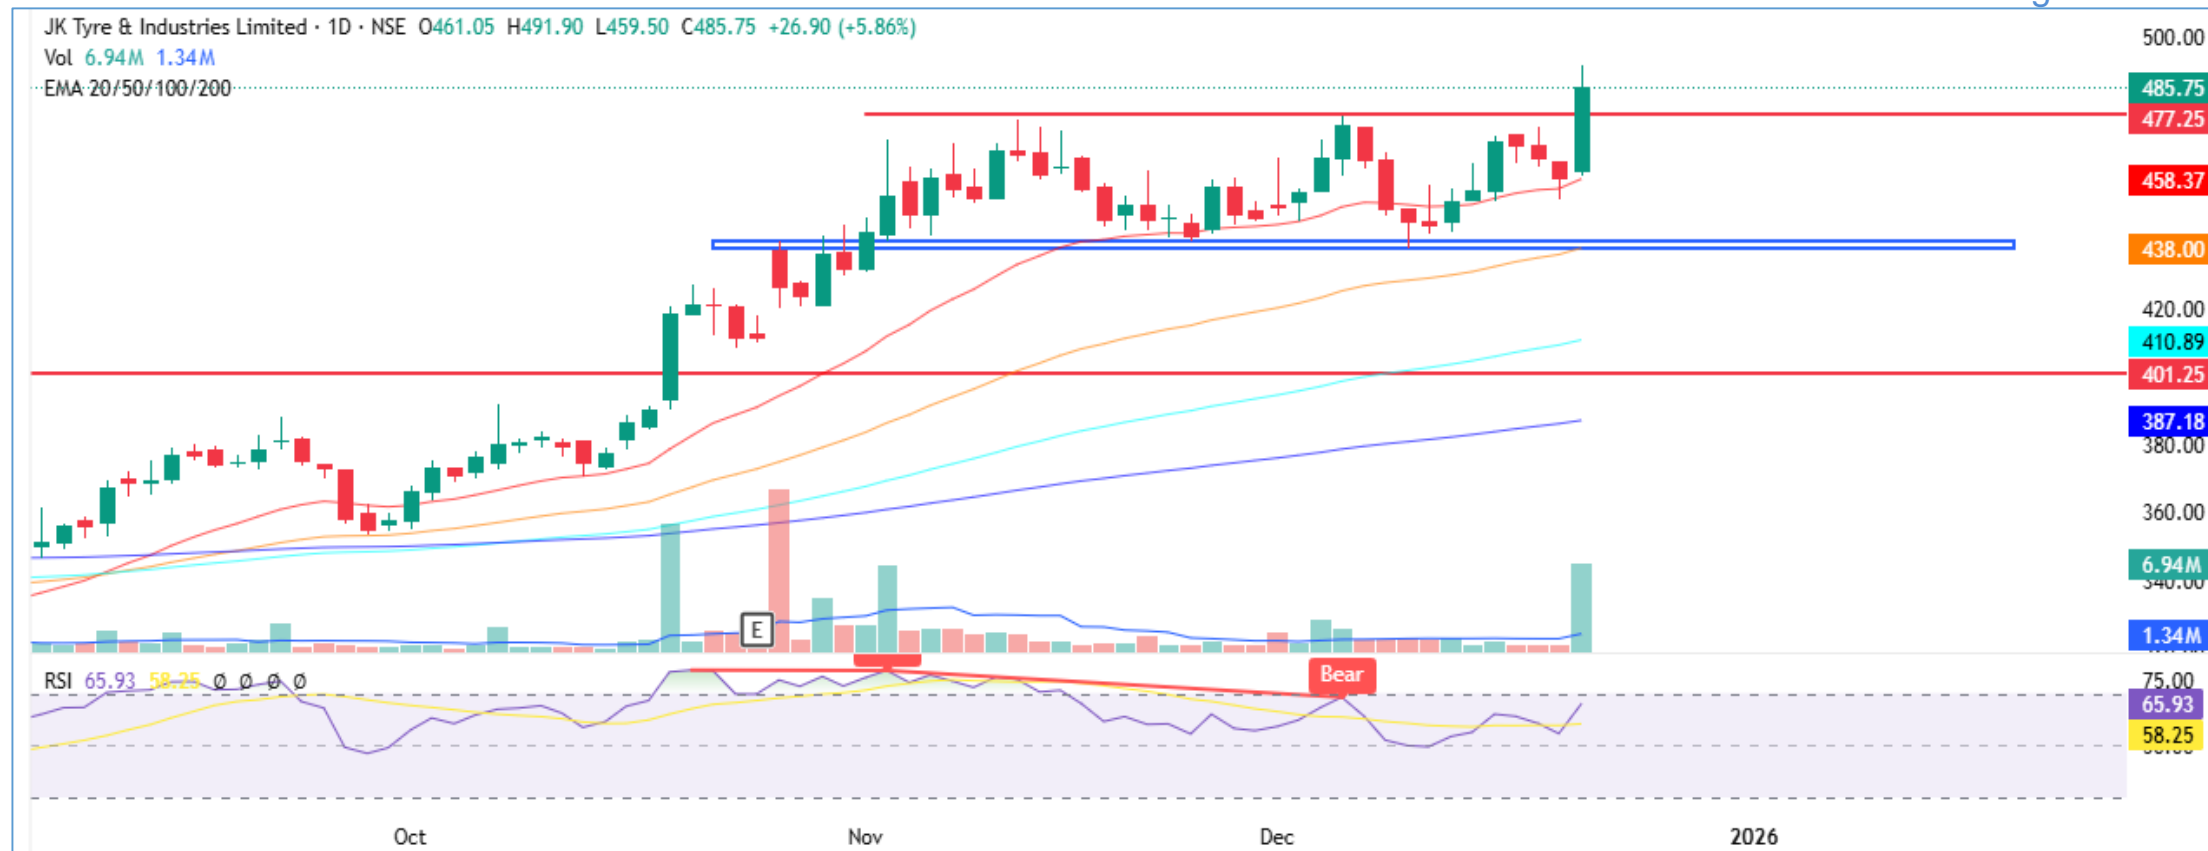 JK Tyre & Industries Limited · 1D · NSE O461.05 H491.90 L459.50 C485.75 +26.90 (+5.86%)
Vol 6.94M 1.34M
EMA 20/50/100/200
500.00
485.75
477.25
458.37
438.00
420.00
410.89
401.25
387.18
380.00
360.00
6.94M
340.00
1.34M
E
RSI 65.93 58.25 Ø Ø Ø Ø
Bear
75.00
65.93
58.25
Oct
Nov
Dec
2026